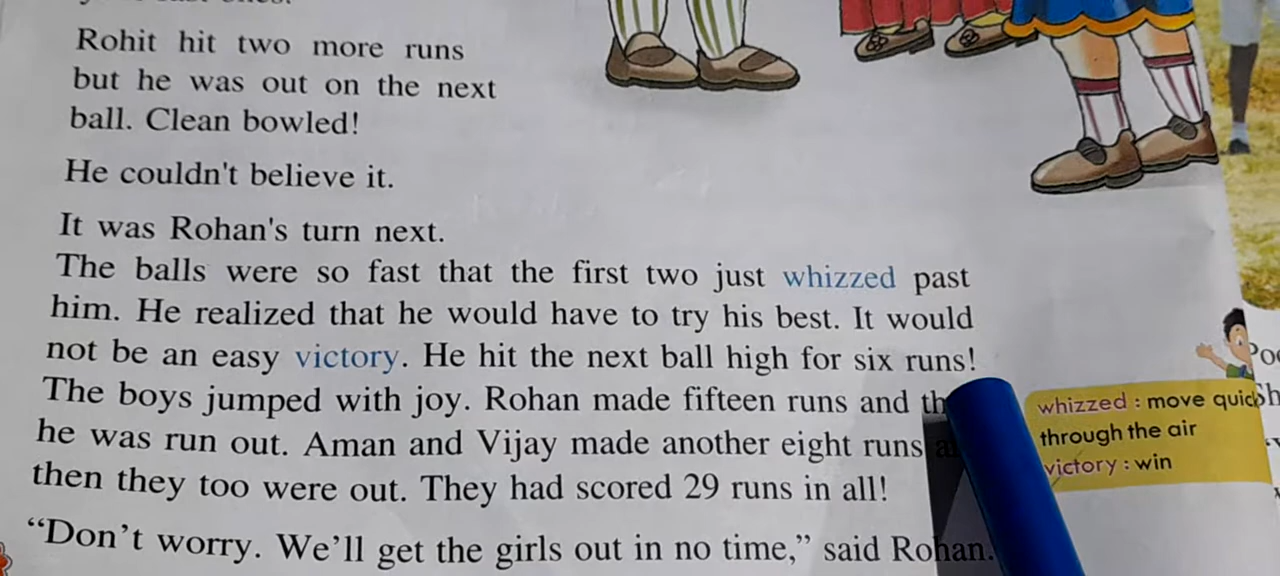 Rohit hit two more runs
but he was out on the next
ball. Clean bowled!
He couldn't believe it.
It was Rohan's turn next.
The balls were so fast that the first two just whizzed past
him. He realized that he would have to try his best. It would
not be an easy victory. He hit the next ball high for six runs!
The boys jumped with joy. Rohan made fifteen runs and
he was run out. Aman and Vijay made another eight runs
then they too were out. They had scored 29 runs in all!
“Don’t worry. We’ll get the girls out in no time,” said Rohan.
whizzed : move
through the air
victory : win